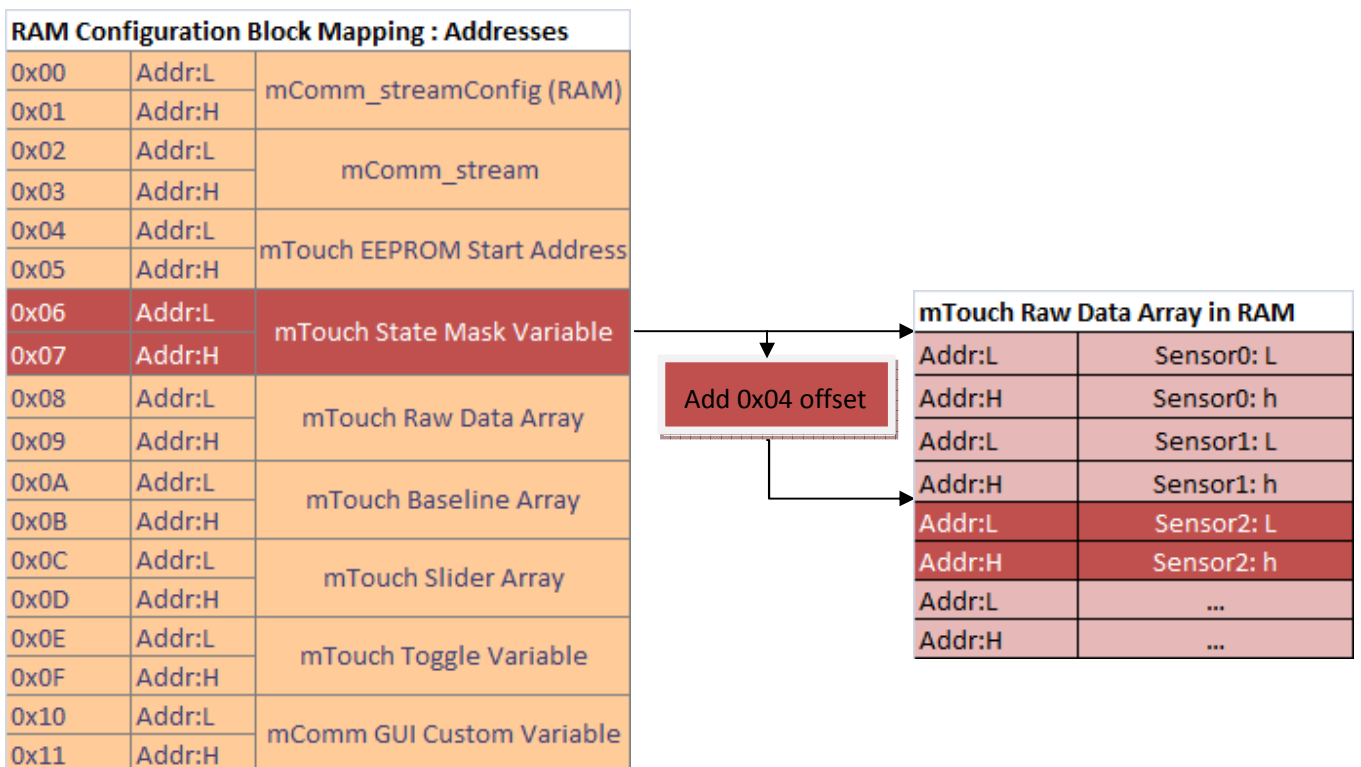 RAM Configuration Block Mapping : Addresses
0x00 Addr:L mComm_streamConfig (RAM)
0x01 Addr:H
0x02 Addr:L mComm_stream
0x03 Addr:H
0x04 Addr:L mTouch EEPROM Start Address
0x05 Addr:H
0x06 Addr:L mTouch State Mask Variable
0x07 Addr:H
0x08 Addr:L mTouch Raw Data Array
0x09 Addr:H
0x0A Addr:L mTouch Baseline Array
0x0B Addr:H
0x0C Addr:L mTouch Slider Array
0x0D Addr:H
0x0E Addr:L mTouch Toggle Variable
0x0F Addr:H
0x10 Addr:L mComm GUI Custom Variable
0x11 Addr:H
Add 0x04 offset
mTouch Raw Data Array in RAM
Addr:L Sensor0: L
Addr:H Sensor0: h
Addr:L Sensor1: L
Addr:H Sensor1: h
Addr:L Sensor2: L
Addr:H Sensor2: h
Addr:L ...
Addr:H ...